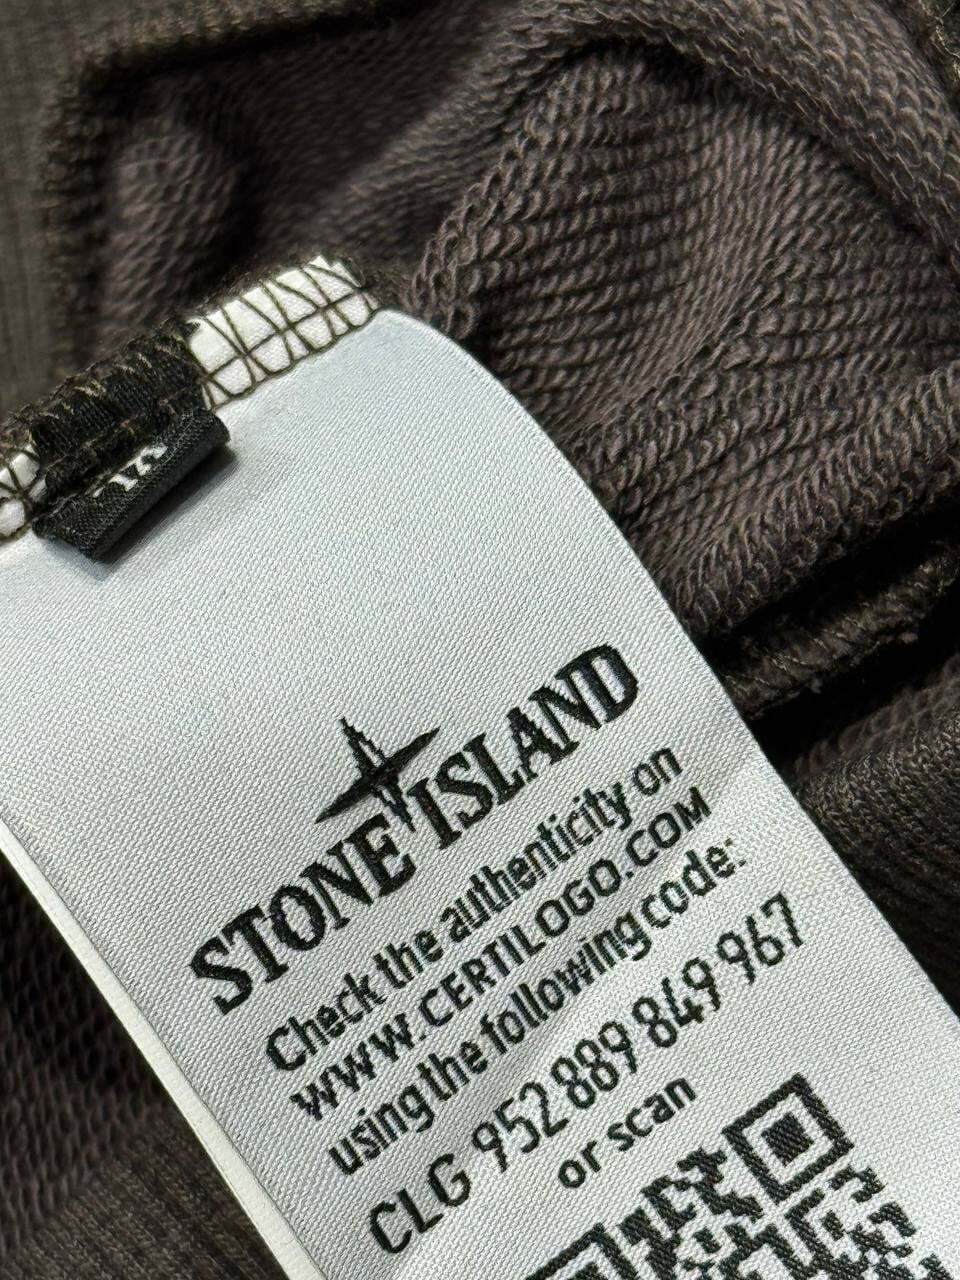 STONE ISLAND
Check the authenticity on
WWW.CERTILOGO.COM
using the following code:
CLG 952 889 849 967
or scan